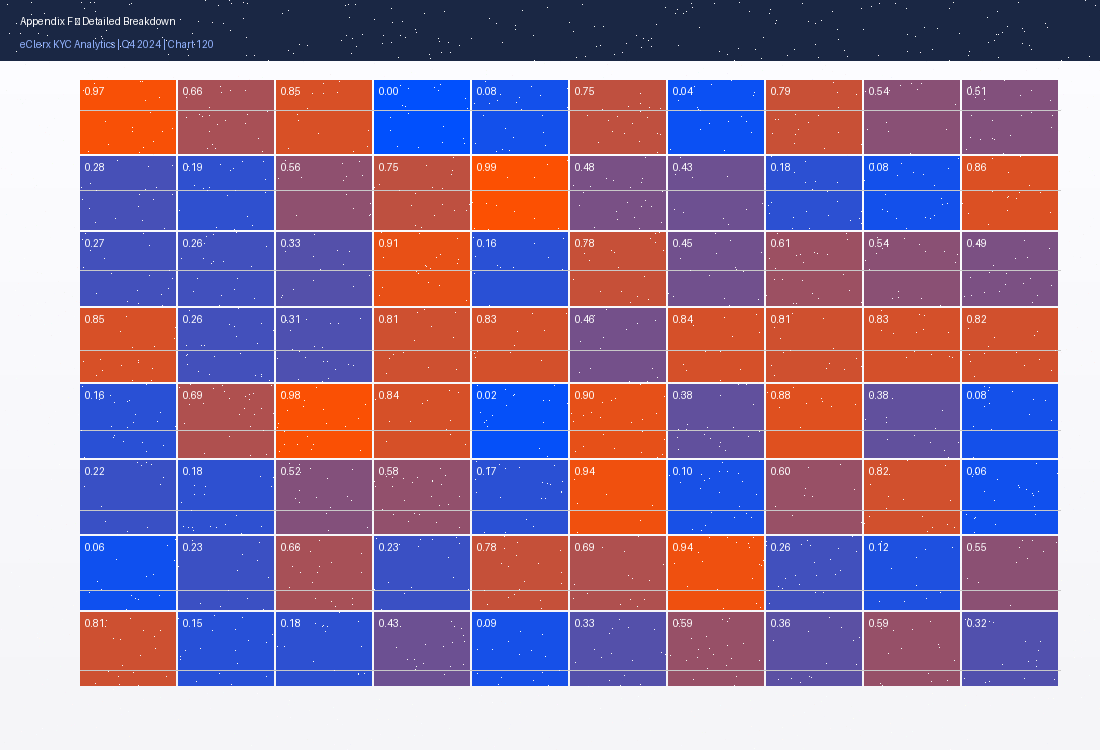 Appendix F Detailed Breakdown
eClerx KYC Analytics | Q4 2024 | Chart 120
0.97 0.66 0.85 0.00 0.08 0.75 0.04 0.79 0.54 0.51
0.28 0.19 0.56 0.75 0.99 0.48 0.43 0.18 0.08 0.86
0.27 0.26 0.33 0.91 0.16 0.78 0.45 0.61 0.54 0.49
0.85 0.26 0.31 0.81 0.83 0.46 0.84 0.81 0.83 0.82
0.16 0.69 0.98 0.84 0.02 0.90 0.38 0.88 0.38 0.08
0.22 0.18 0.52 0.58 0.17 0.94 0.10 0.60 0.82 0.06
0.06 0.23 0.66 0.23 0.78 0.69 0.94 0.26 0.12 0.55
0.81 0.15 0.18 0.43 0.09 0.33 0.59 0.36 0.59 0.32